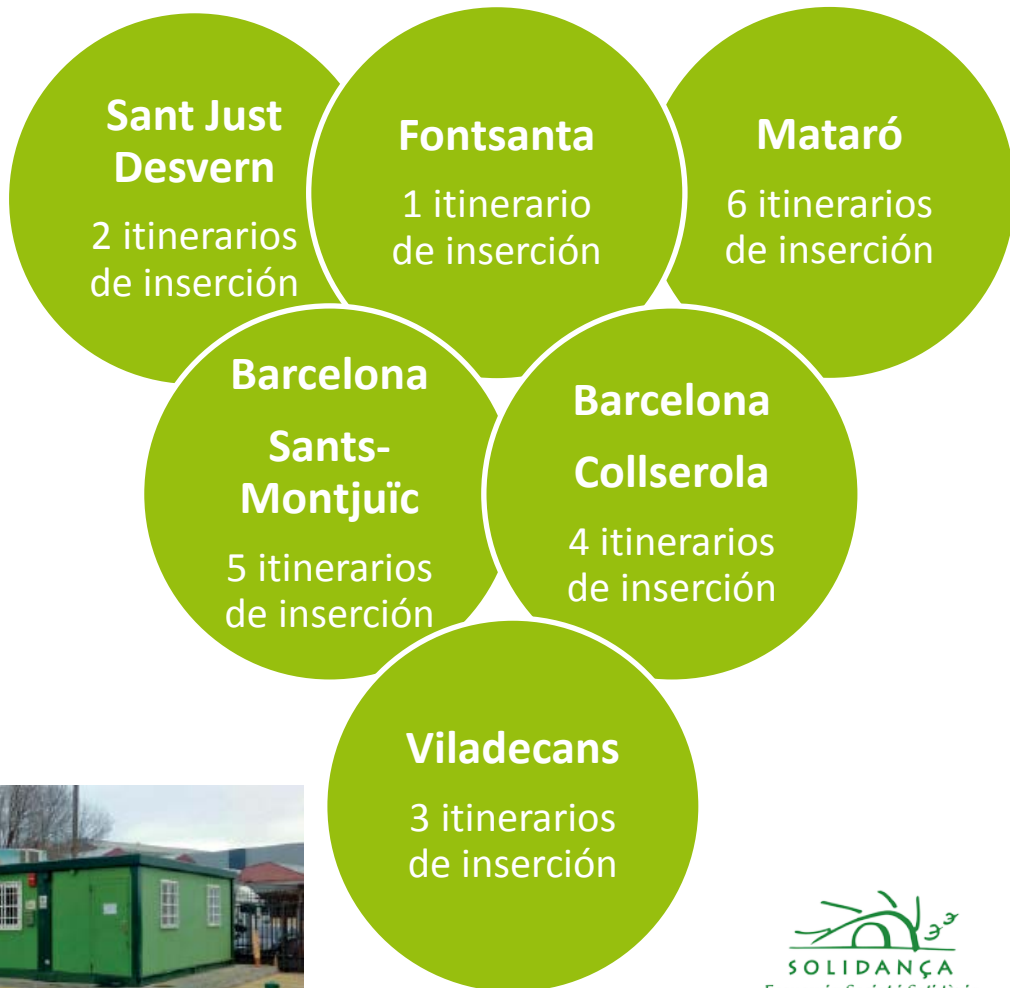 Sant Just
Desvern
2 itinerarios
de inserción
Fontsanta
1 itinerario
de inserción
Mataró
6 itinerarios
de inserción
Barcelona
Sants-
Montjuïc
5 itinerarios
de inserción
Barcelona
Collserola
4 itinerarios
de inserción
Viladecans
3 itinerarios
de inserción
SOLIDANÇA